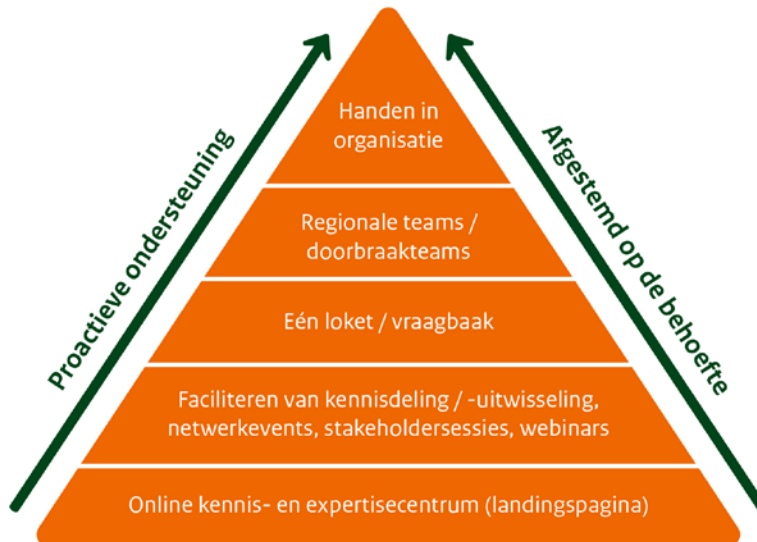 Handen in
organisatie
Regionale teams /
doorbraakteams
Eén loket / vraagbaak
Faciliteren van kennisdeling / -uitwisseling,
netwerkevents, stakeholdersessies, webinars
Online kennis- en expertisecentrum (landingspagina)
Proactieve ondersteuning
Afgestemd op de behoefte